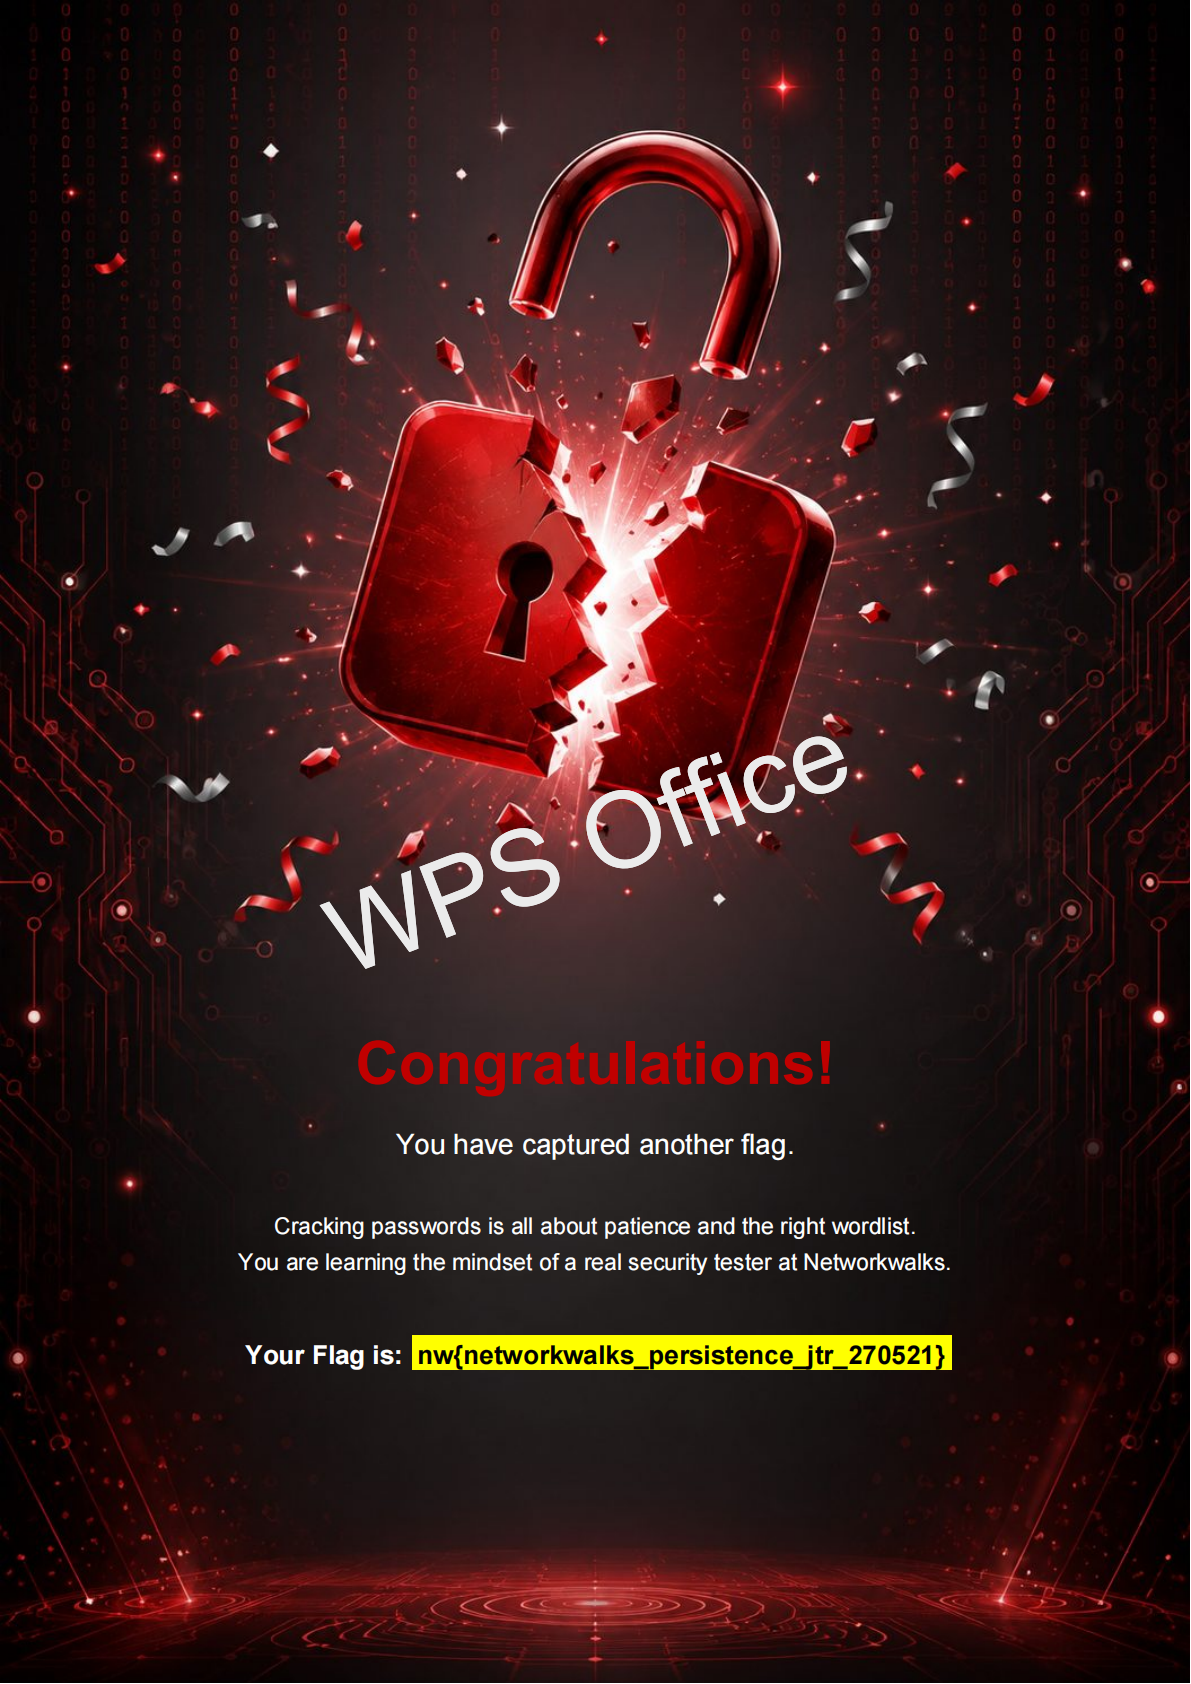 WPS Office
Congratulations!
You have captured another flag.
Cracking passwords is all about patience and the right wordlist.
You are learning the mindset of a real security tester at Networkwalks.
Your Flag is: nw{networkwalks_persistence_jtr_270521}